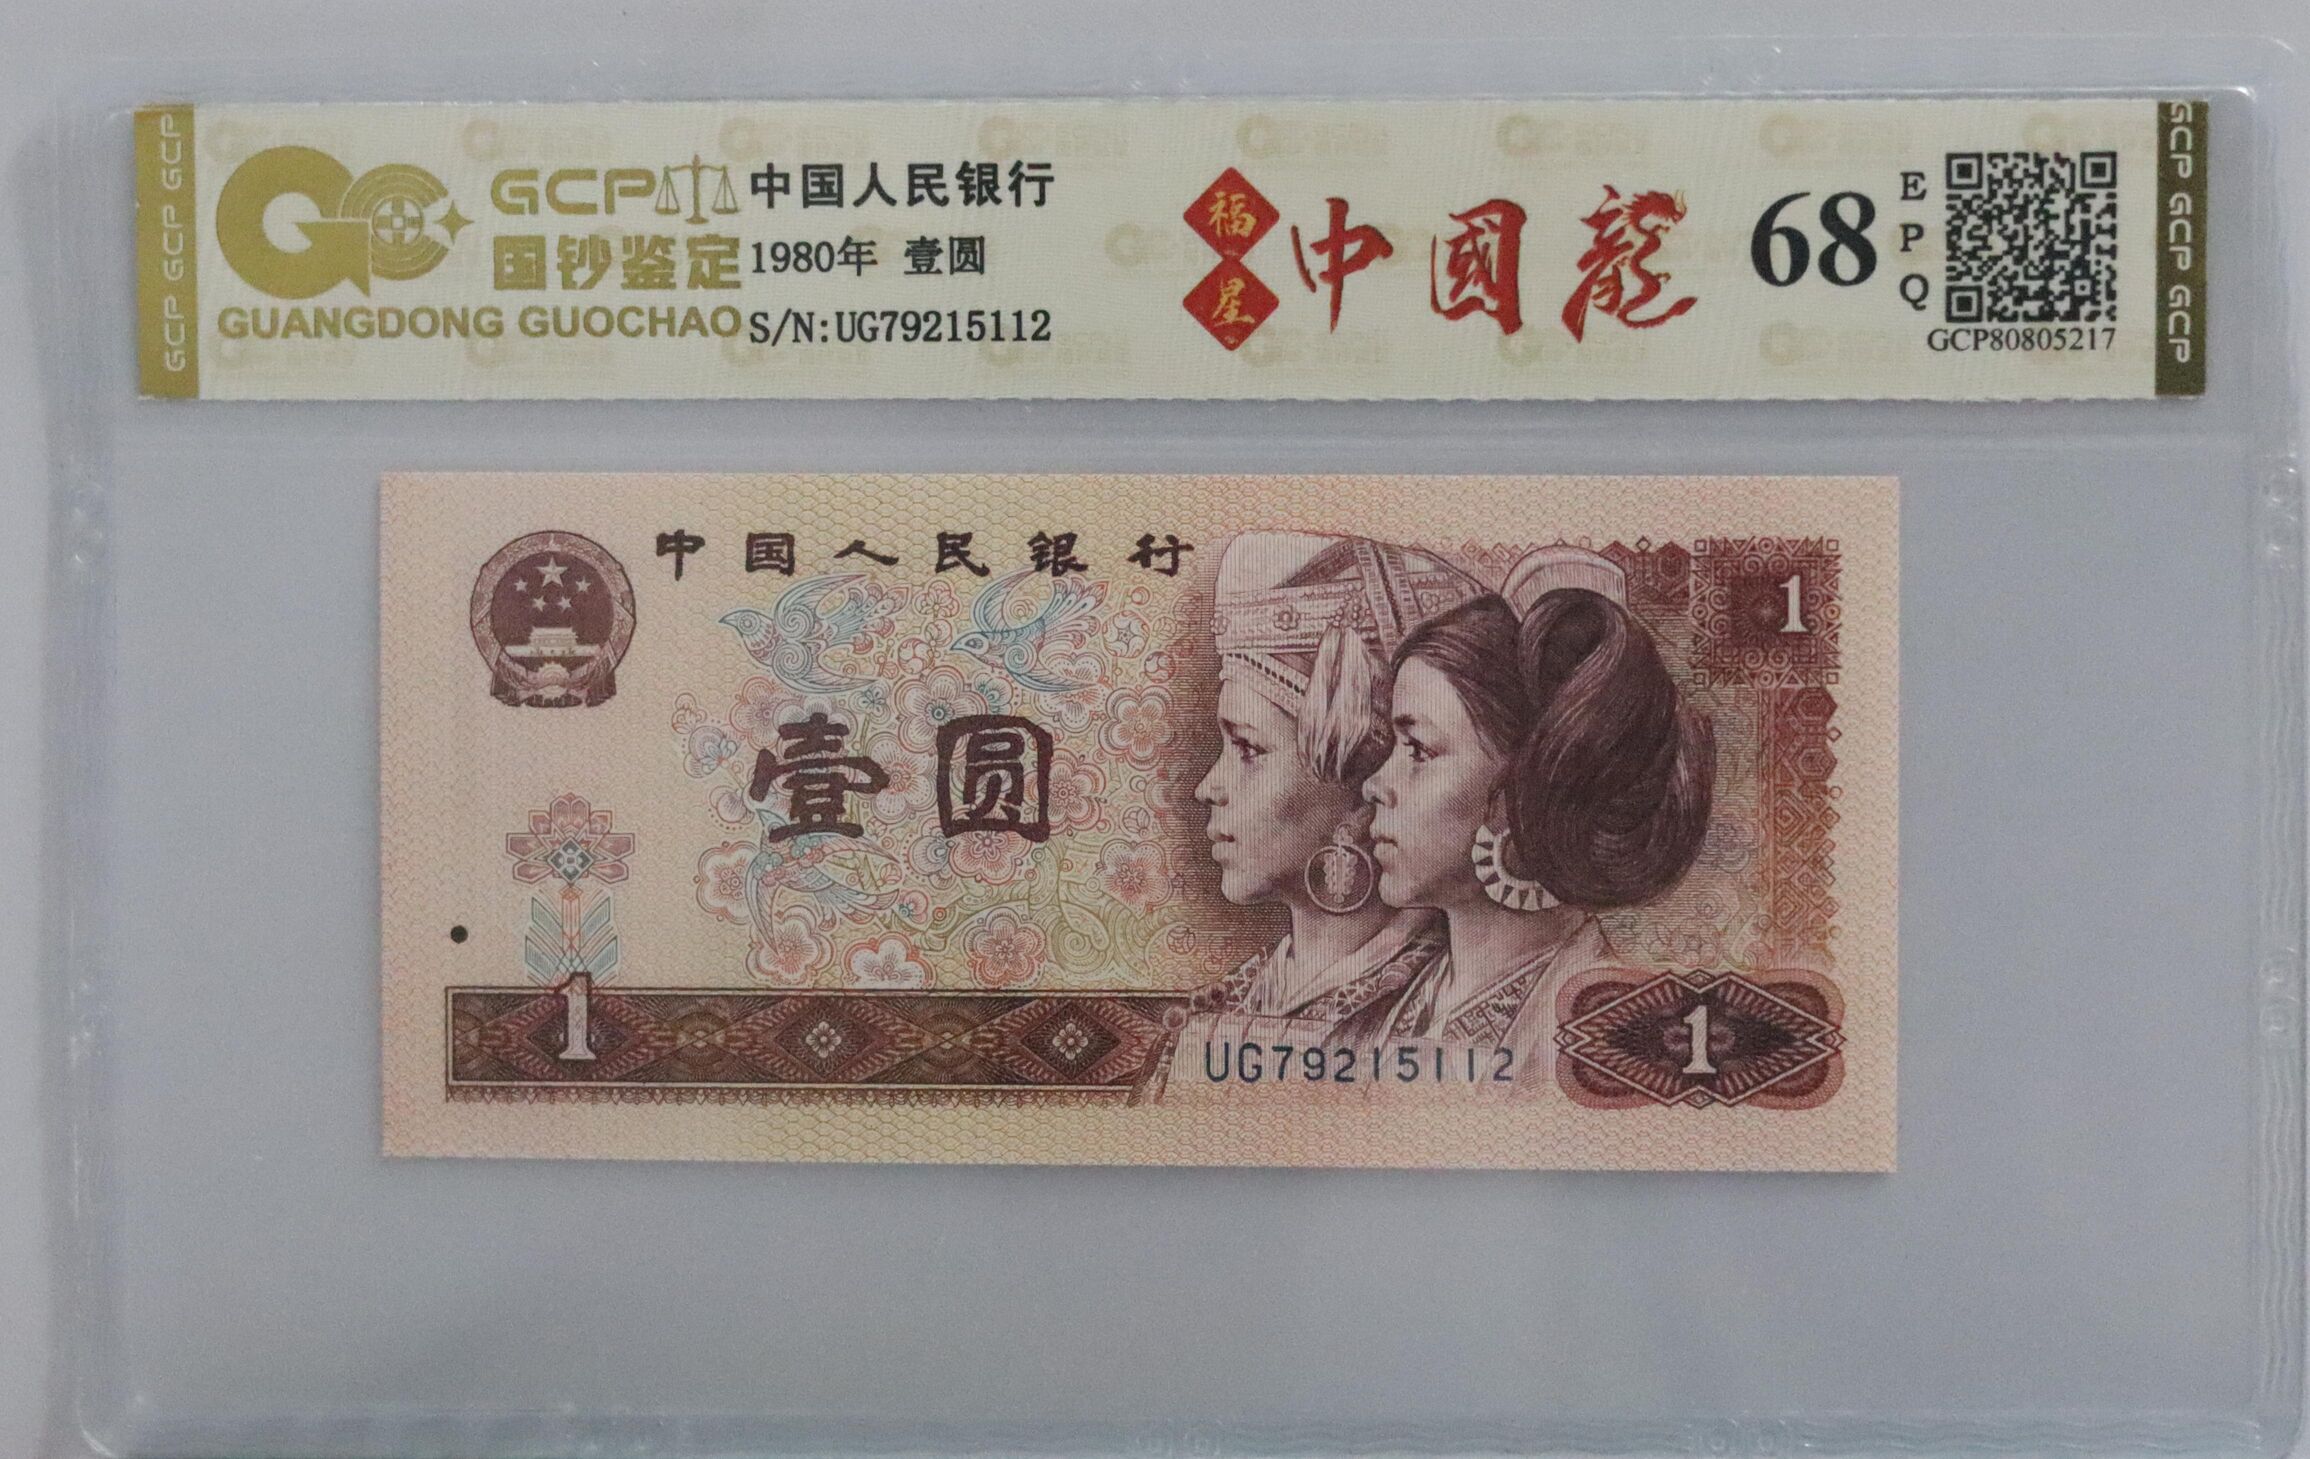 GCP GCP GCP
GCP
国钞鉴定
GUANGDONG GUOCHAO
中国人民银行
1980年 壹圆
S/N:UG79215112
福星
中國龍
68
EPQ
GCP80805217
GCP GCP GCP
中国人民银行
1
壹圆
1
UG79215112
1